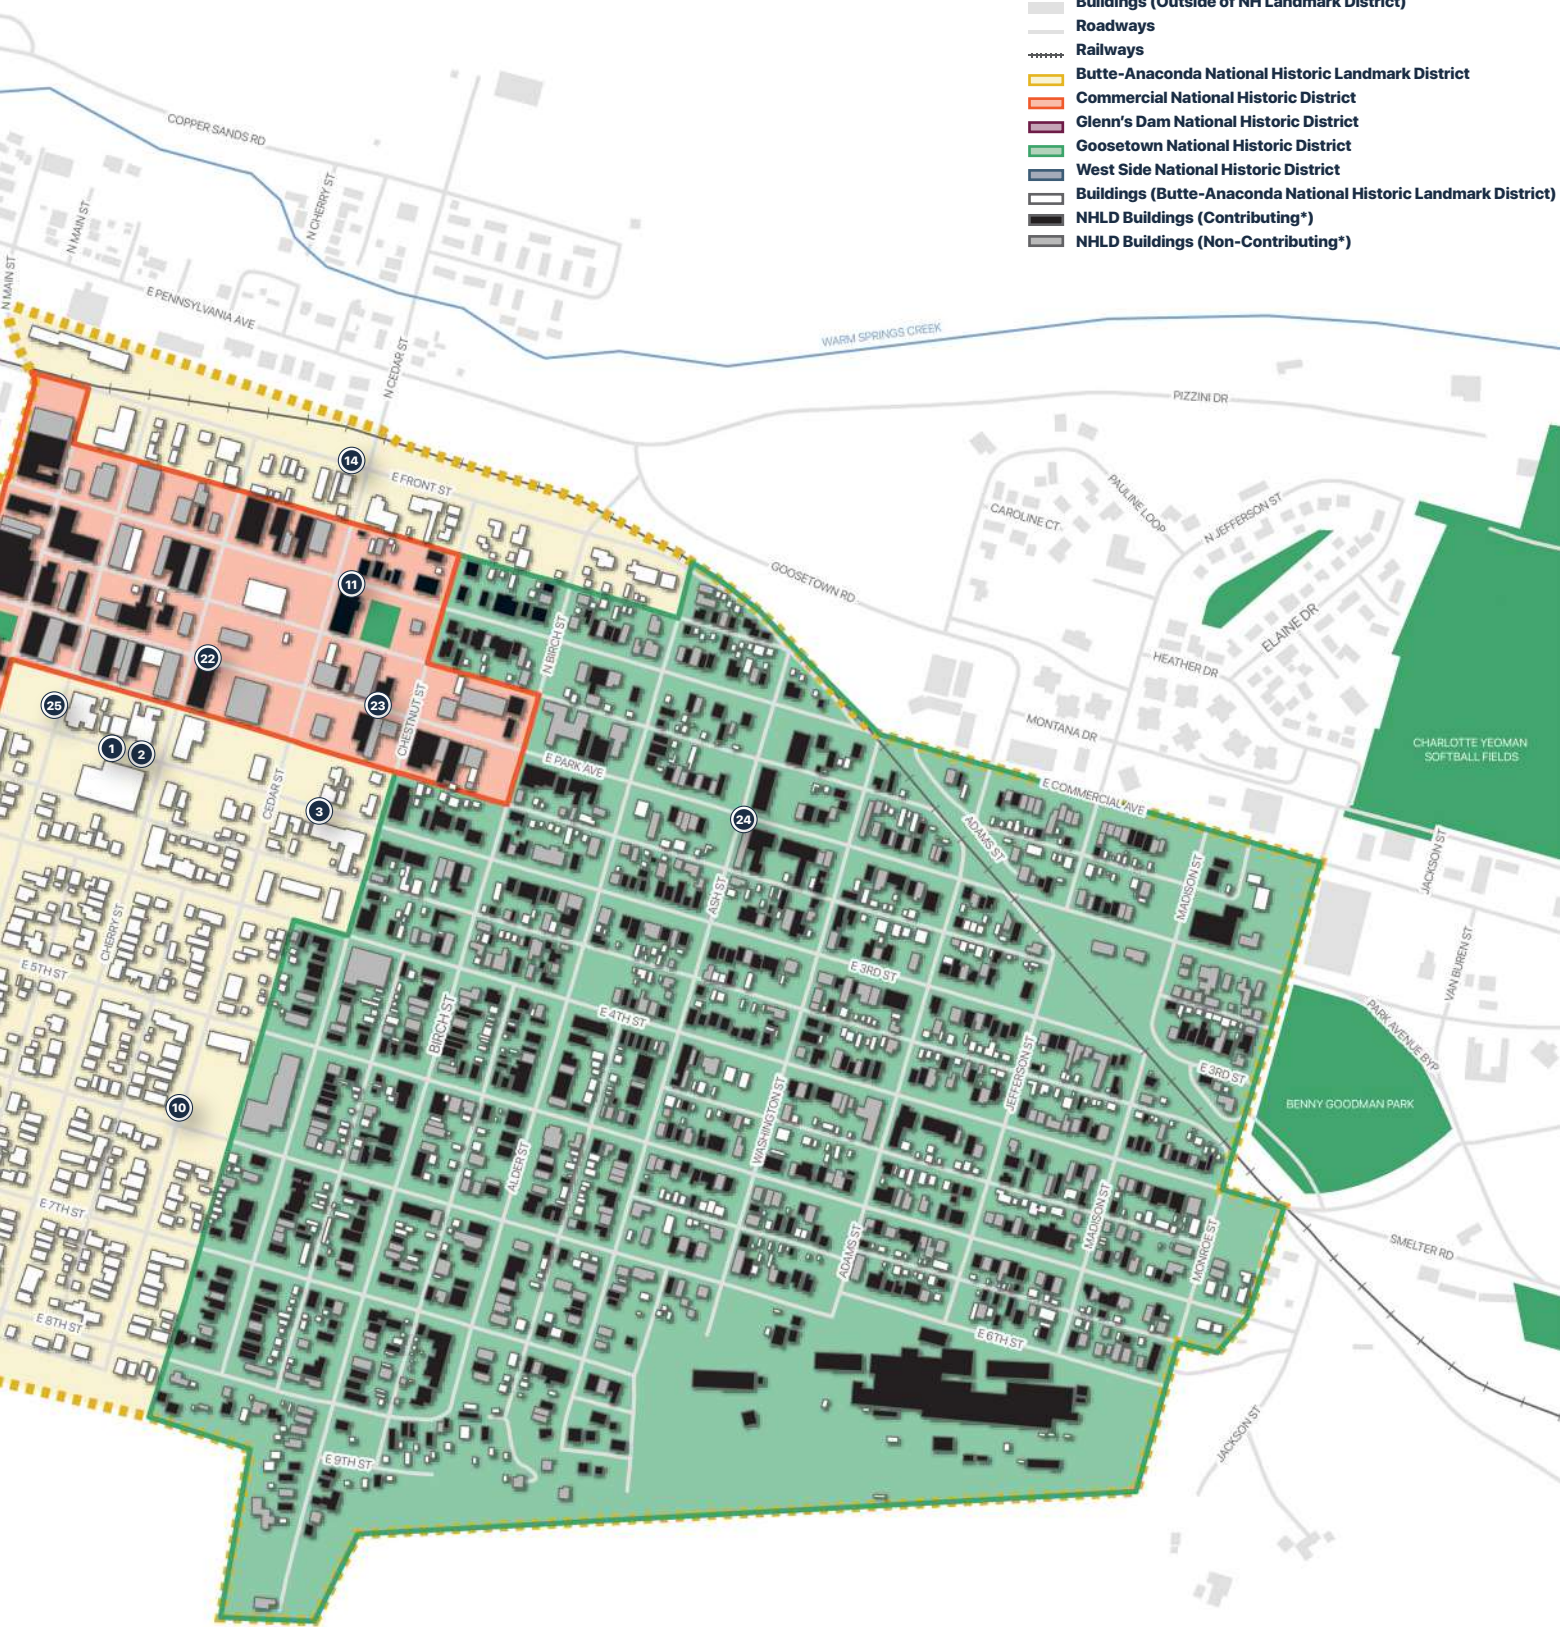 Buildings (Outside of NH Landmark District)
Roadways
Railways
Butte-Anaconda National Historic Landmark District
Commercial National Historic District
Glenn's Dam National Historic District
Goosetown National Historic District
West Side National Historic District
Buildings (Butte-Anaconda National Historic Landmark District)
NHLD Buildings (Contributing*)
NHLD Buildings (Non-Contributing*)
COPPER SANDS RD
N CHERRY ST
N MAIN ST
N MAIN ST
E PENNSYLVANIA AVE
WARM SPRINGS CREEK
N CEDAR ST
PIZZINI DR
14
E FRONT ST
PAULINE LOOP
CAROLINE CT
N JEFFERSON ST
GOOSETOWN RD
11
ELAINE DR
N BIRCH ST
22
HEATHER DR
25
23
CHESTNUT ST
MONTANA DR
1
2
CHARLOTTE YEOMAN
SOFTBALL FIELDS
E PARK AVE
CEDAR ST
E COMMERCIAL AVE
3
24
ADAMS ST
JACKSON ST
MADISON ST
ASH ST
CHERRY ST
E 5TH ST
E 3RD ST
VAN BUREN ST
BIRCH ST
E 4TH ST
PARK AVENUE BYP
JEFFERSON ST
E 3RD ST
10
BENNY GOODMAN PARK
WASHINGTON ST
ALDER ST
E 7TH ST
MADISON ST
ADAMS ST
MONROE ST
SMELTER RD
E 8TH ST
E 6TH ST
JACKSON ST
E 9TH ST